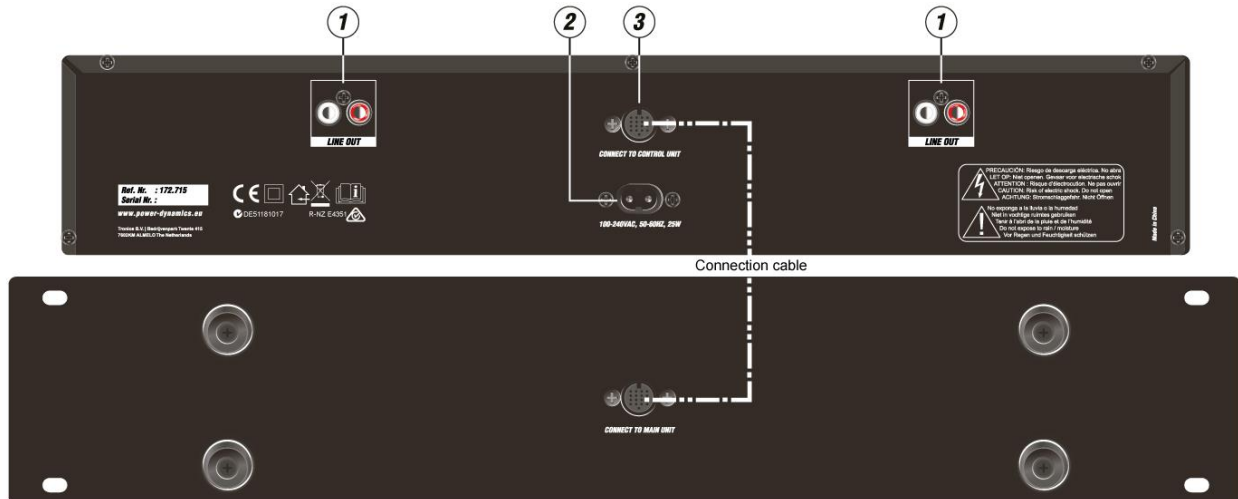 1
2
3
1
LINE OUT
LINE OUT
CONNECT TO CONTROL UNIT
Ref. Nr. : 172.715
Serial Nr. :
www.power-dynamics.eu
Tronios B.V. | Bedrijvenpark Twente 415
7602KM ALMELO The Netherlands
CE
DE51181017
R-NZ E4351
100-240VAC, 50-60HZ, 25W
PRECAUCIÓN: Riesgo de descarga eléctrica. No abra
LET OP: Niet openen. Gevaar voor electrische schok
ATTENTION : Risque d'électrocution. Ne pas ouvrir
CAUTION: Risk of electric shock. Do not open
ACHTUNG: Stromschlaggefahr. Nicht Öffnen
No exponga a la lluvia o la humedad
Niet in vochtige ruimtes gebruiken
Tenir à l'abri de la pluie et de l'humidité
Do not expose to rain / moisture
Vor Regen und Feuchtigkeit schützen
Made in China
Connection cable
CONNECT TO MAIN UNIT